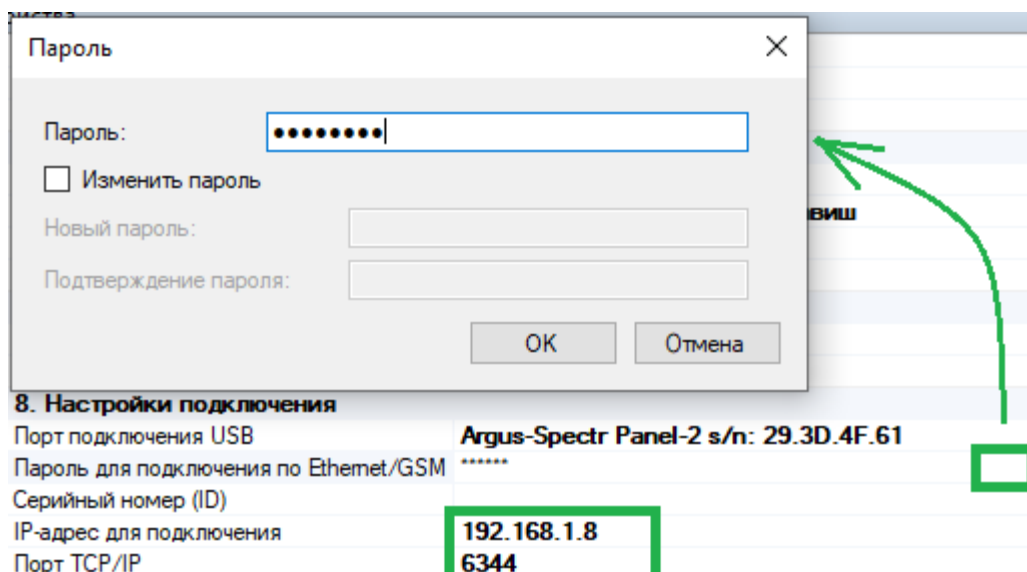 Пароль
Пароль:
••••••••
Изменить пароль
Новый пароль:
Подтверждение пароля:
ОК
Отмена
8. Настройки подключения
Порт подключения USB
Argus-Spectr Panel-2 s/n: 29.3D.4F.61
Пароль для подключения по Ethernet/GSM
******
Серийный номер (ID)
IP-адрес для подключения
192.168.1.8
Порт TCP/IP
6344